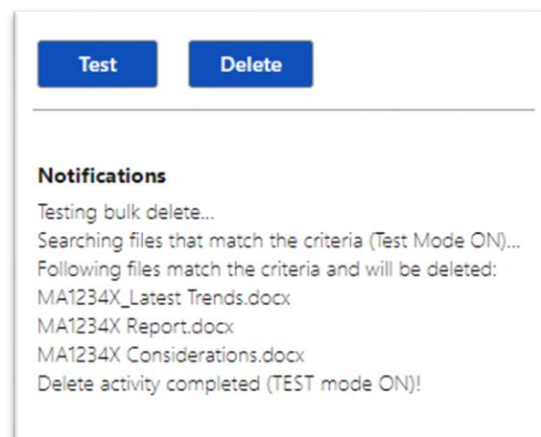 Test Delete
Notifications
Testing bulk delete...
Searching files that match the criteria (Test Mode ON)...
Following files match the criteria and will be deleted:
MA1234X_Latest Trends.docx
MA1234X Report.docx
MA1234X Considerations.docx
Delete activity completed (TEST mode ON)!